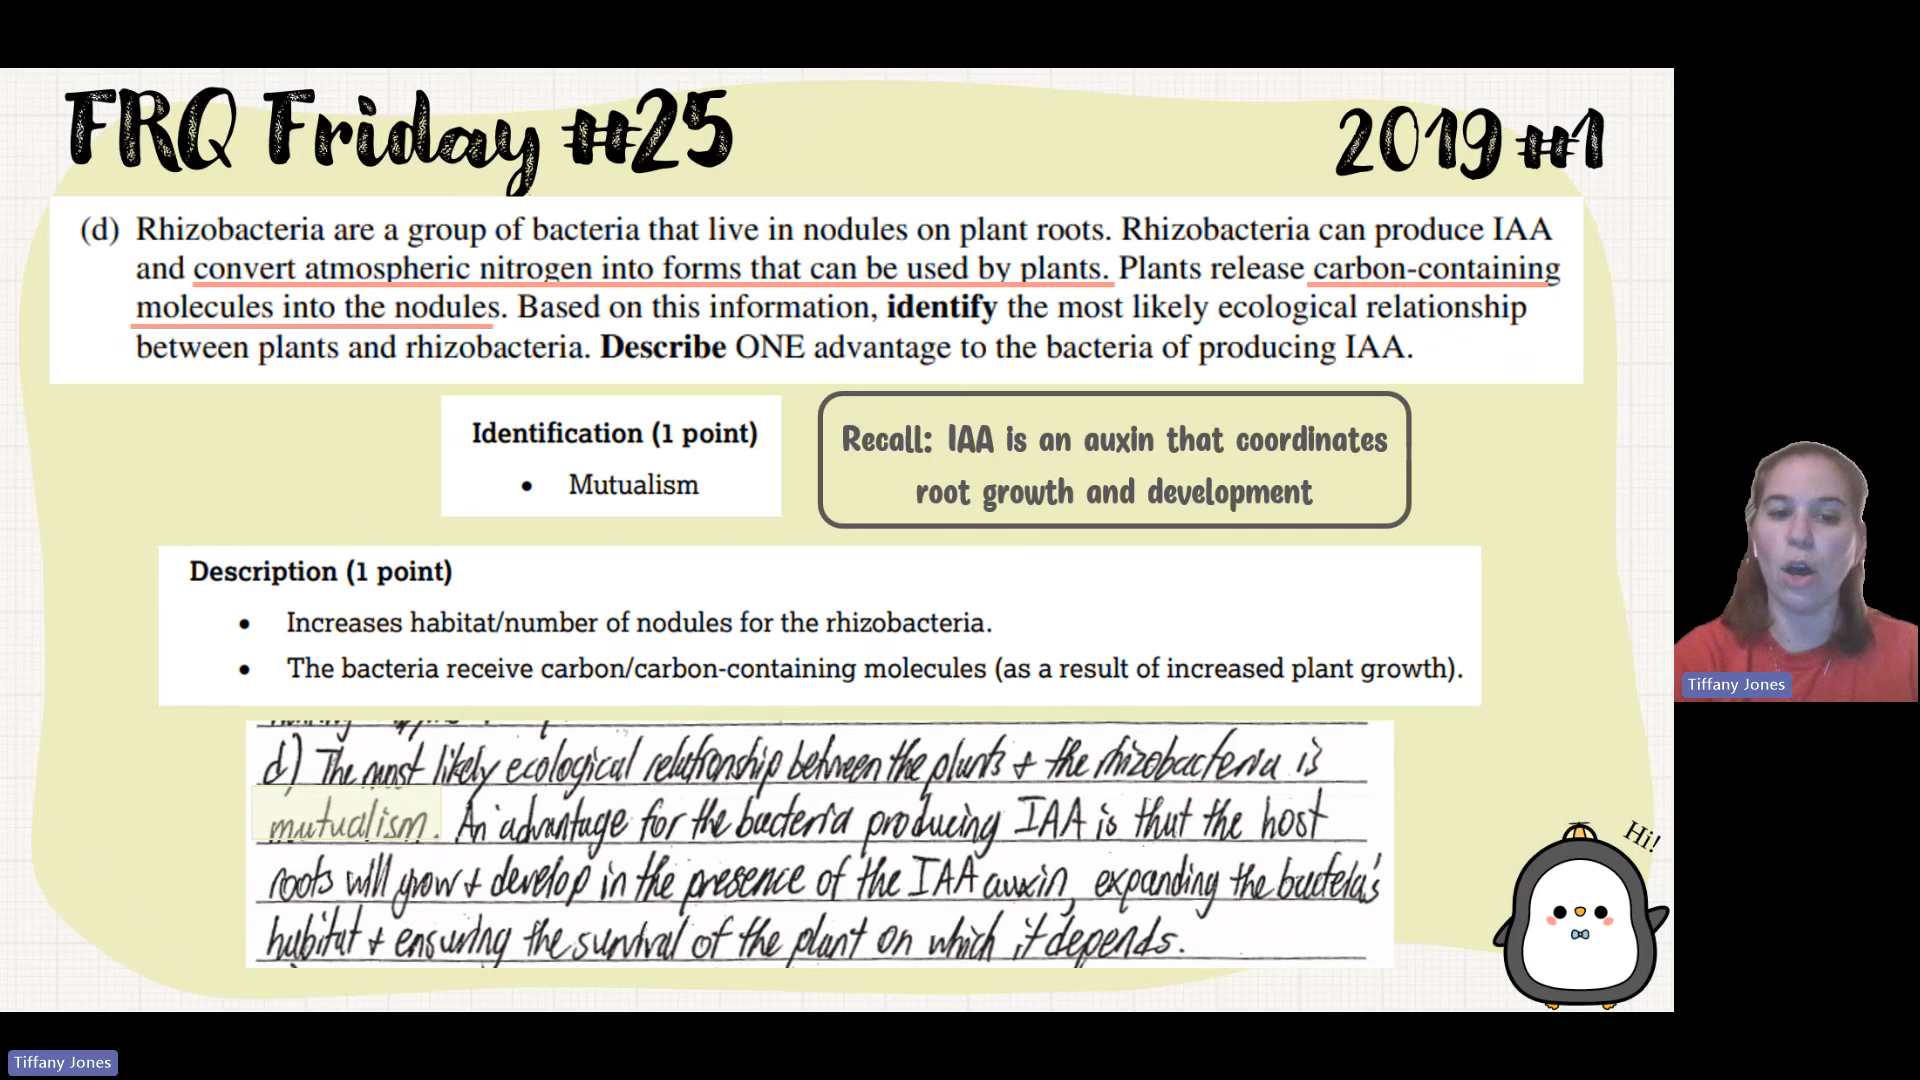 FRQ Friday #25
2019 #1
(d) Rhizobacteria are a group of bacteria that live in nodules on plant roots. Rhizobacteria can produce IAA
and convert atmospheric nitrogen into forms that can be used by plants. Plants release carbon-containing
molecules into the nodules. Based on this information, identify the most likely ecological relationship
between plants and rhizobacteria. Describe ONE advantage to the bacteria of producing IAA.
Identification (1 point)
• Mutualism
Recall: IAA is an auxin that coordinates
root growth and development
Description (1 point)
• Increases habitat/number of nodules for the rhizobacteria.
• The bacteria receive carbon/carbon-containing molecules (as a result of increased plant growth).
d) The most likely ecological relationship between the plants + the rhizobacteria is
mutualism. An advantage for the bacteria producing IAA is that the host
roots will grow + develop in the presence of the IAA auxin, expanding the bacteria's
habitat + ensuring the survival of the plant on which it depends.
Hi!
Tiffany Jones
Tiffany Jones